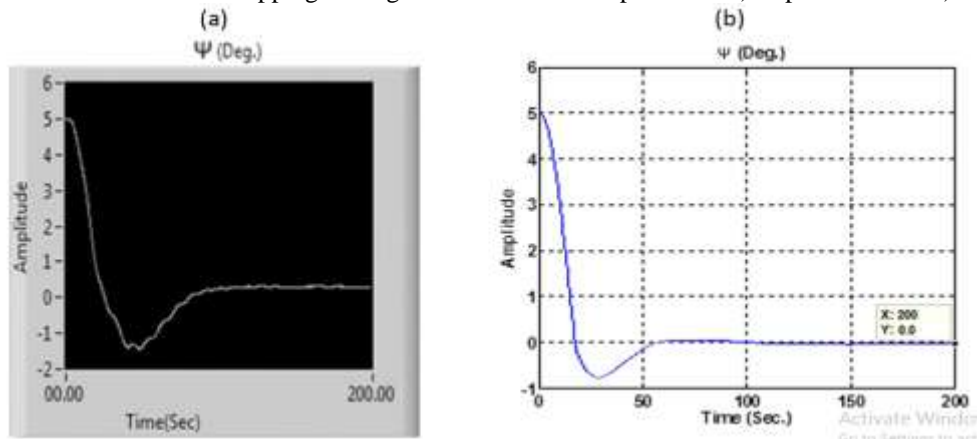 (a)
Ψ (Deg.)
6
5
4
3
2
1
0
-1
-2
Amplitude
00.00
200.00
Time(Sec)
(b)
Ψ (Deg.)
6
5
4
3
2
1
0
-1
Amplitude
X: 200
Y: 0.0
0
50
100
150
200
Time (Sec.)
Activate Window